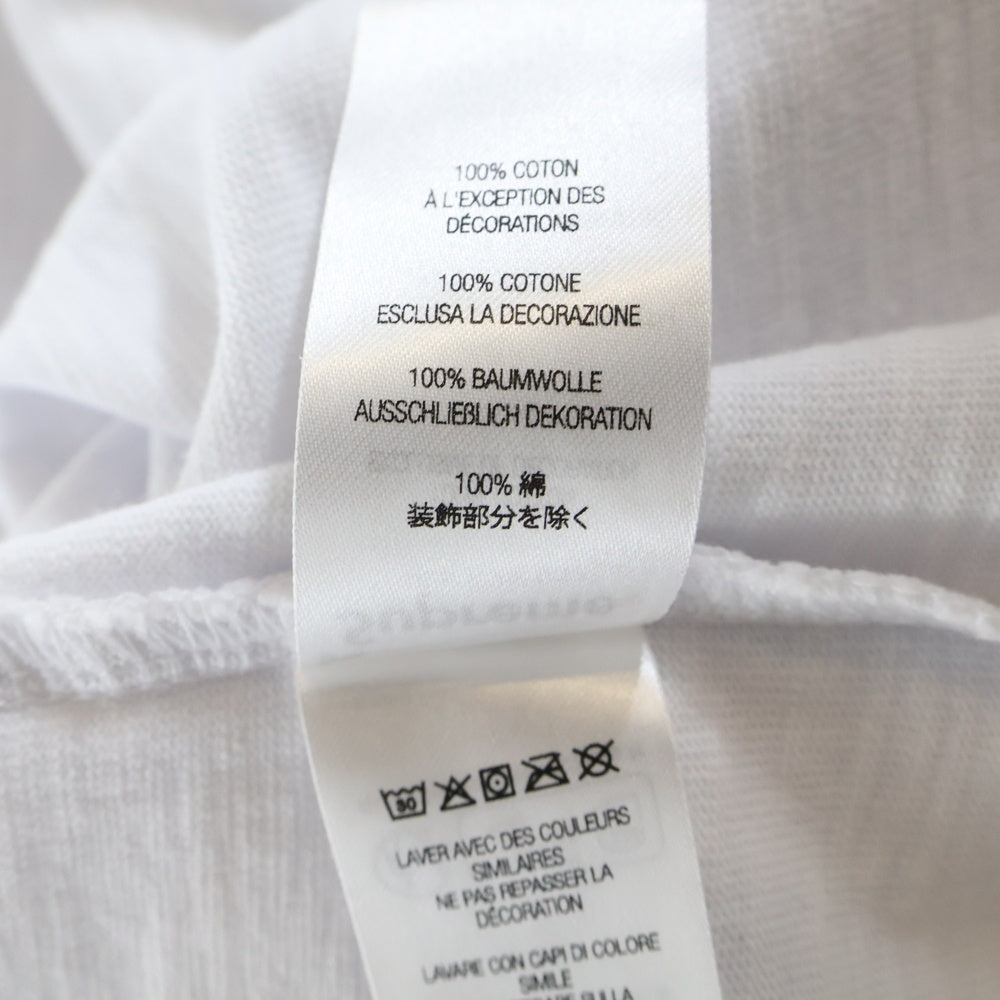 100% COTON
À L'EXCEPTION DES
DÉCORATIONS
100% COTONE
ESCLUSA LA DECORAZIONE
100% BAUMWOLLE
AUSSCHLIEßLICH DEKORATION
100% 綿
装飾部分を除く
30
LAVER AVEC DES COULEURS
SIMILAIRES
NE PAS REPASSER LA
DÉCORATION
LAVARE CON CAPI DI COLORE
SIMILE